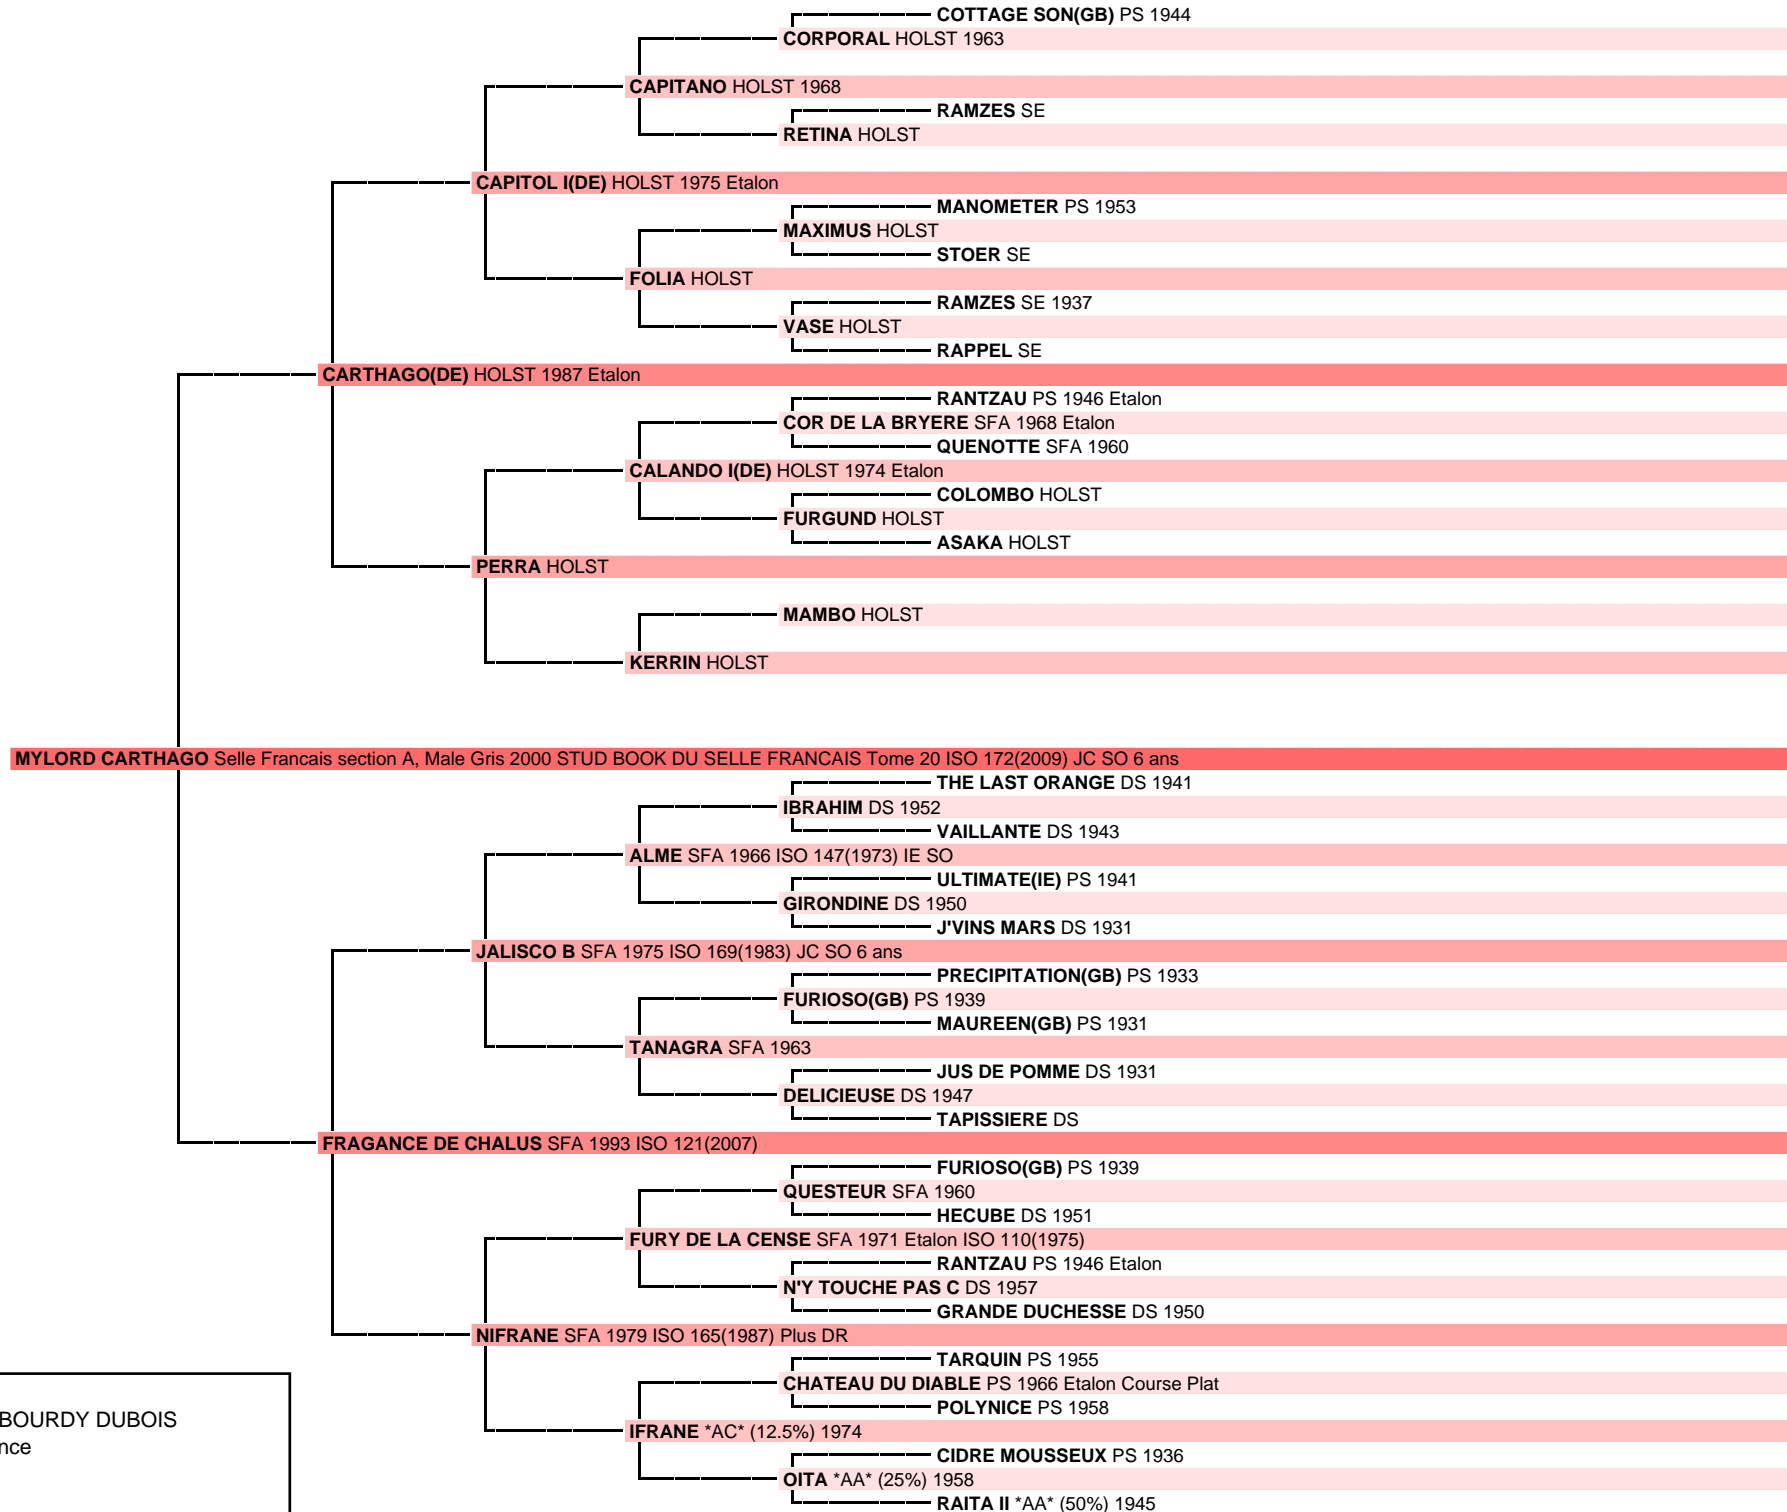 COTTAGE SON(GB) PS 1944
CORPORAL HOLST 1963
CAPITANO HOLST 1968
RAMZES SE
RETINA HOLST
CAPITOL I(DE) HOLST 1975 Etalon
MANOMETER PS 1953
MAXIMUS HOLST
STOER SE
FOLIA HOLST
RAMZES SE 1937
VASE HOLST
RAPPEL SE
CARTHAGO(DE) HOLST 1987 Etalon
RANTZAU PS 1946 Etalon
COR DE LA BRYERE SFA 1968 Etalon
QUENOTTE SFA 1960
CALANDO I(DE) HOLST 1974 Etalon
COLOMBO HOLST
FURGUND HOLST
ASAKA HOLST
PERRA HOLST
MAMBO HOLST
KERRIN HOLST
MYLORD CARTHAGO Selle Francais section A, Male Gris 2000 STUD BOOK DU SELLE FRANCAIS Tome 20 ISO 172(2009) JC SO 6 ans
THE LAST ORANGE DS 1941
IBRAHIM DS 1952
VAILLANTE DS 1943
ALME SFA 1966 ISO 147(1973) IE SO
ULTIMATE(IE) PS 1941
GIRONDINE DS 1950
J'VINS MARS DS 1931
JALISCO B SFA 1975 ISO 169(1983) JC SO 6 ans
PRECIPITATION(GB) PS 1933
FURIOSO(GB) PS 1939
MAUREEN(GB) PS 1931
TANAGRA SFA 1963
JUS DE POMME DS 1931
DELICIEUSE DS 1947
TAPISSIERE DS
FRAGANCE DE CHALUS SFA 1993 ISO 121(2007)
FURIOSO(GB) PS 1939
QUESTEUR SFA 1960
HECUBE DS 1951
FURY DE LA CENSE SFA 1971 Etalon ISO 110(1975)
RANTZAU PS 1946 Etalon
N'Y TOUCHE PAS C DS 1957
GRANDE DUCHESSE DS 1950
NIFRANE SFA 1979 ISO 165(1987) Plus DR
TARQUIN PS 1955
CHATEAU DU DIABLE PS 1966 Etalon Course Plat
POLYNICE PS 1958
IFRANE *AC* (12.5%) 1974
CIDRE MOUSSEUX PS 1936
OITA *AA* (25%) 1958
RAITA II *AA* (50%) 1945
BOURDY DUBOIS
nce